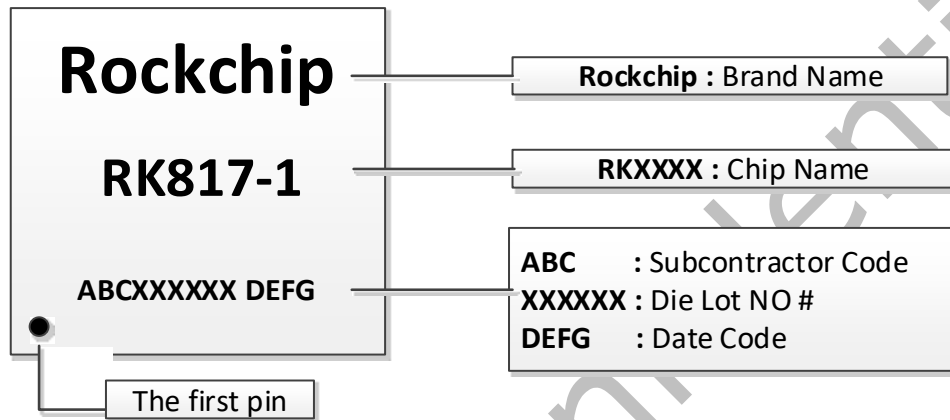 Rockchip
RK817-1
ABCXXXXXX DEFG
The first pin
Rockchip : Brand Name
RKXXXX : Chip Name
ABC : Subcontractor Code
XXXXXX : Die Lot NO #
DEFG : Date Code